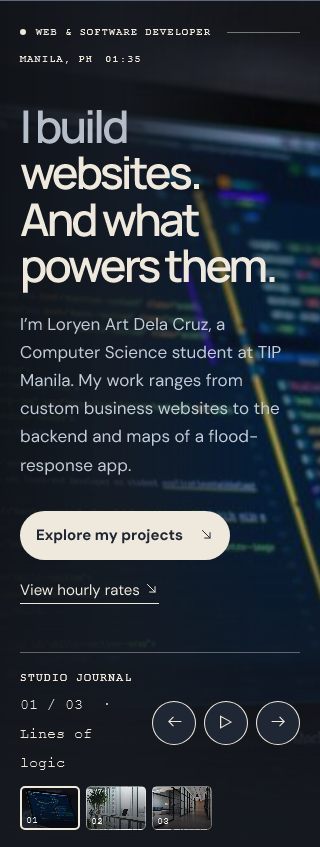 WEB & SOFTWARE DEVELOPER
MANILA, PH 01:35
I build
websites.
And what
powers them.
I’m Loryen Art Dela Cruz, a
Computer Science student at TIP
Manila. My work ranges from
custom business websites to the
backend and maps of a flood-
response app.
Explore my projects ↘
View hourly rates ↘
STUDIO JOURNAL
01 / 03 ·
Lines of
logic
01
02
03